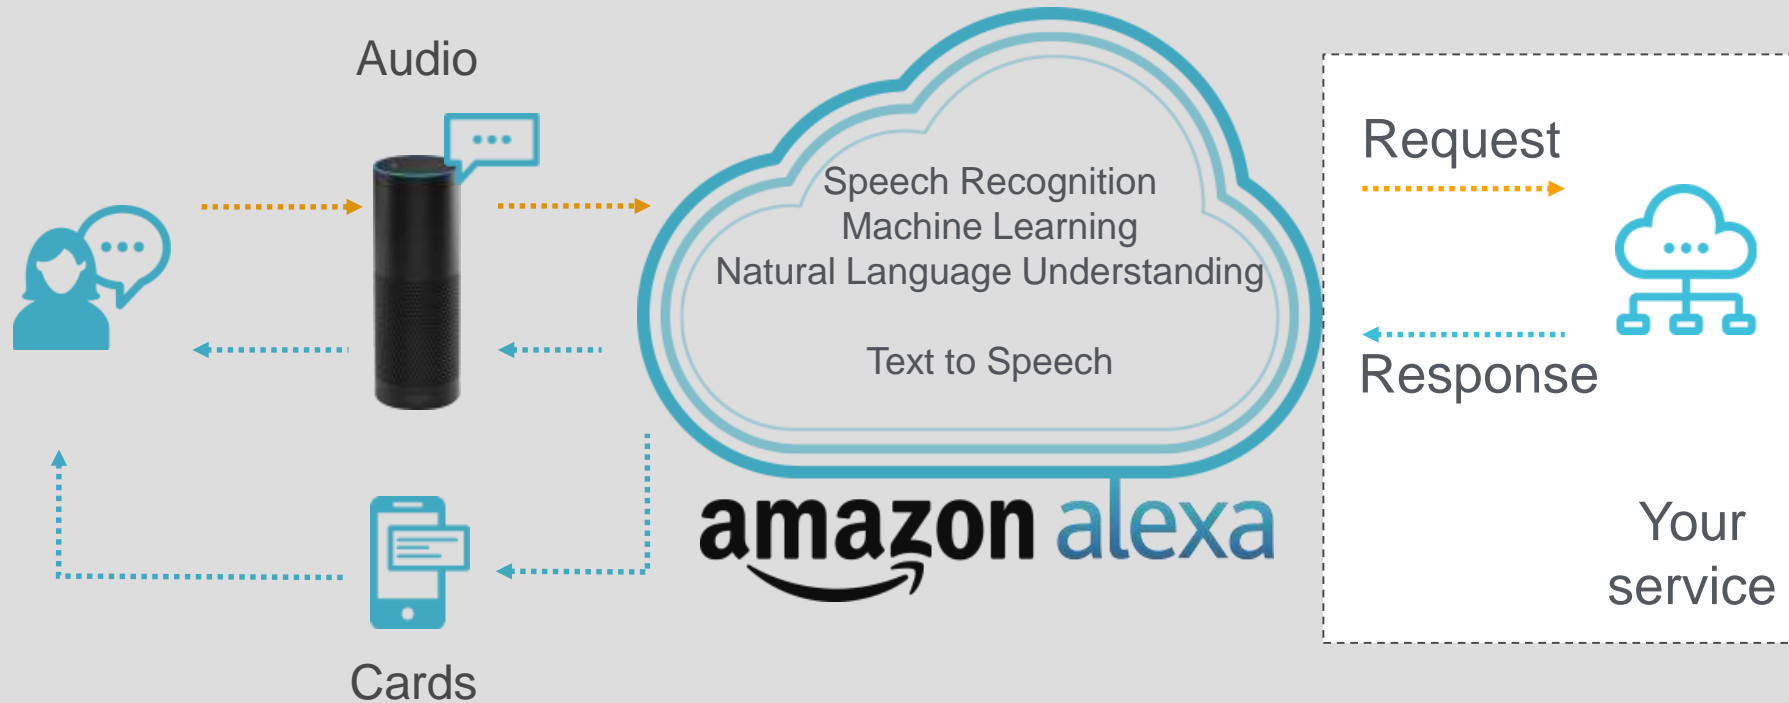 Audio
Speech Recognition
Machine Learning
Natural Language Understanding
Text to Speech
amazon alexa
Cards
Request
Response
Your
service